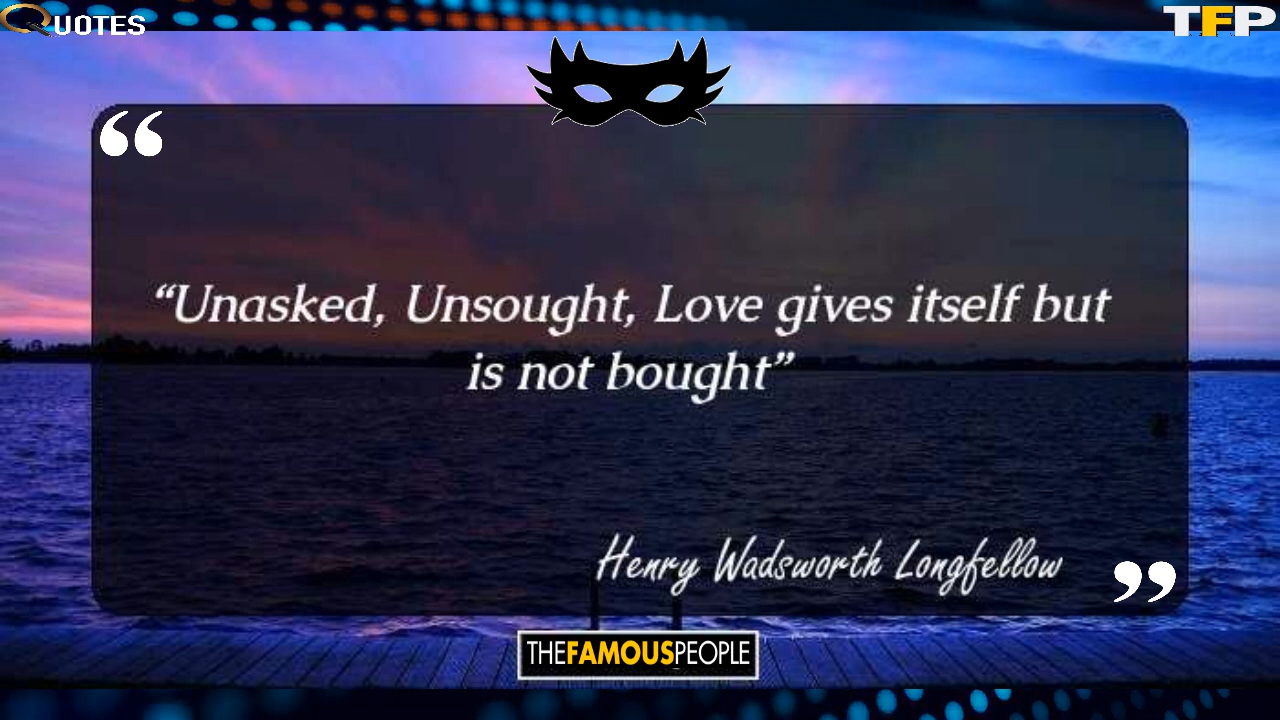 QUOTES
TFP
“
“Unasked, Unsought, Love gives itself but
is not bought”
Henry Wadsworth Longfellow
”
THEFAMOUSPEOPLE